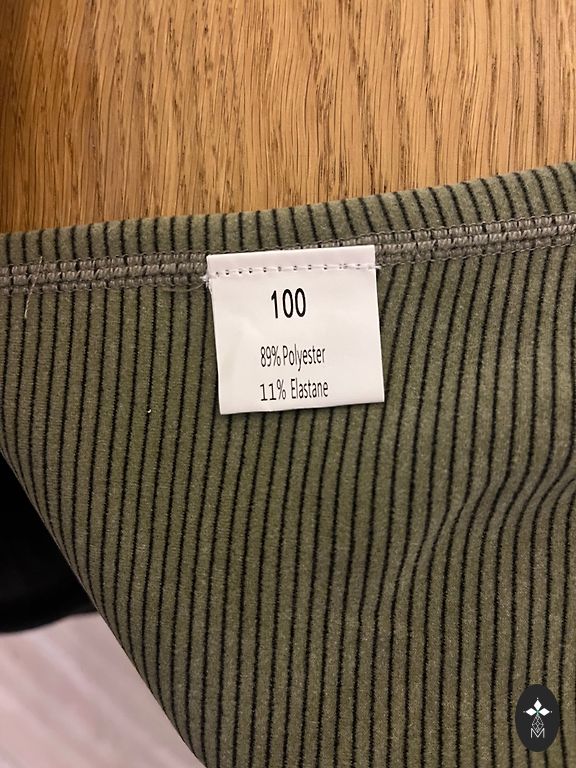 100
89% Polyester
11% Elastane
M